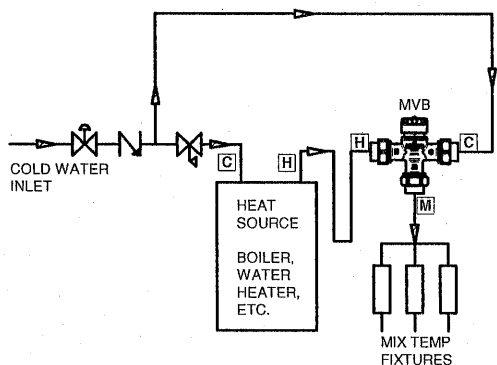 MVB
H
C
COLD WATER
INLET
C
H
M
HEAT
SOURCE
BOILER,
WATER
HEATER,
ETC.
MIX TEMP
FIXTURES